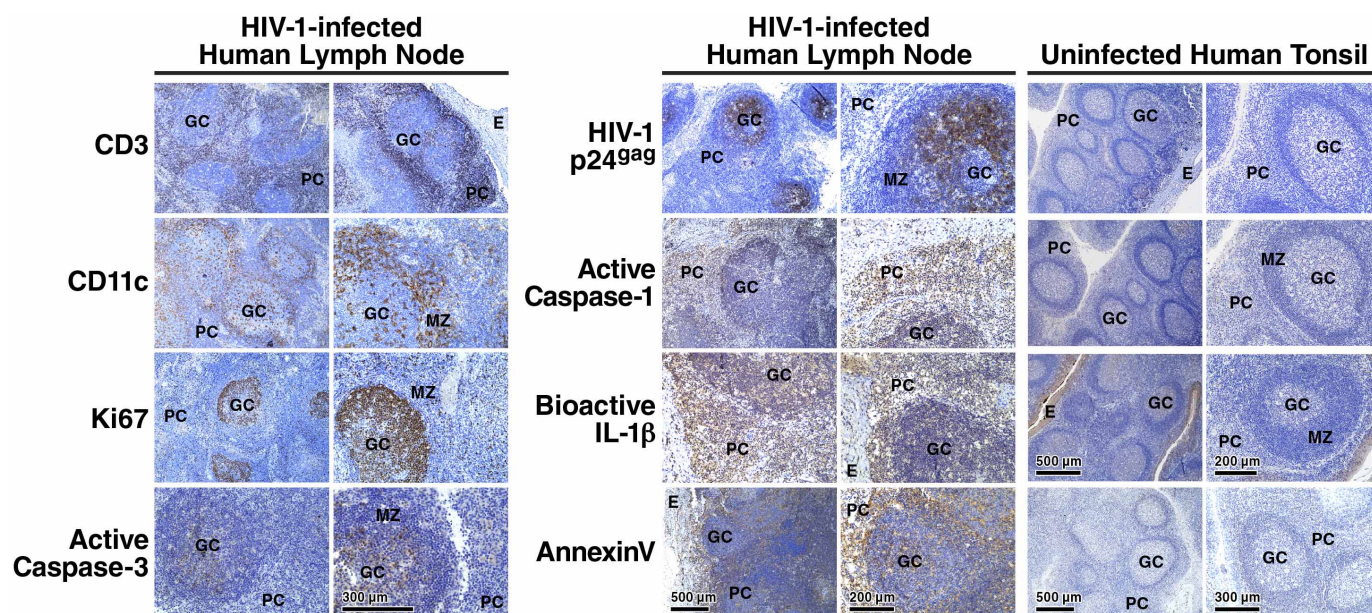 HIV-1-infected
Human Lymph Node
CD3
GC
PC
GC
E
PC
CD11c
GC
PC
GC
MZ
Ki67
PC
GC
MZ
GC
Active
Caspase-3
GC
PC
MZ
GC
PC
300 µm
HIV-1-infected
Human Lymph Node
Uninfected Human Tonsil
HIV-1
p24gag
GC
PC
PC
MZ
GC
PC
GC
E
PC
GC
Active
Caspase-1
PC
GC
PC
GC
PC
GC
MZ
PC
GC
Bioactive
IL-1β
GC
PC
PC
GC
E
E
GC
500 µm
GC
PC
MZ
200 µm
AnnexinV
E
GC
PC
500 µm
PC
GC
200 µm
GC
PC
500 µm
GC
PC
300 µm